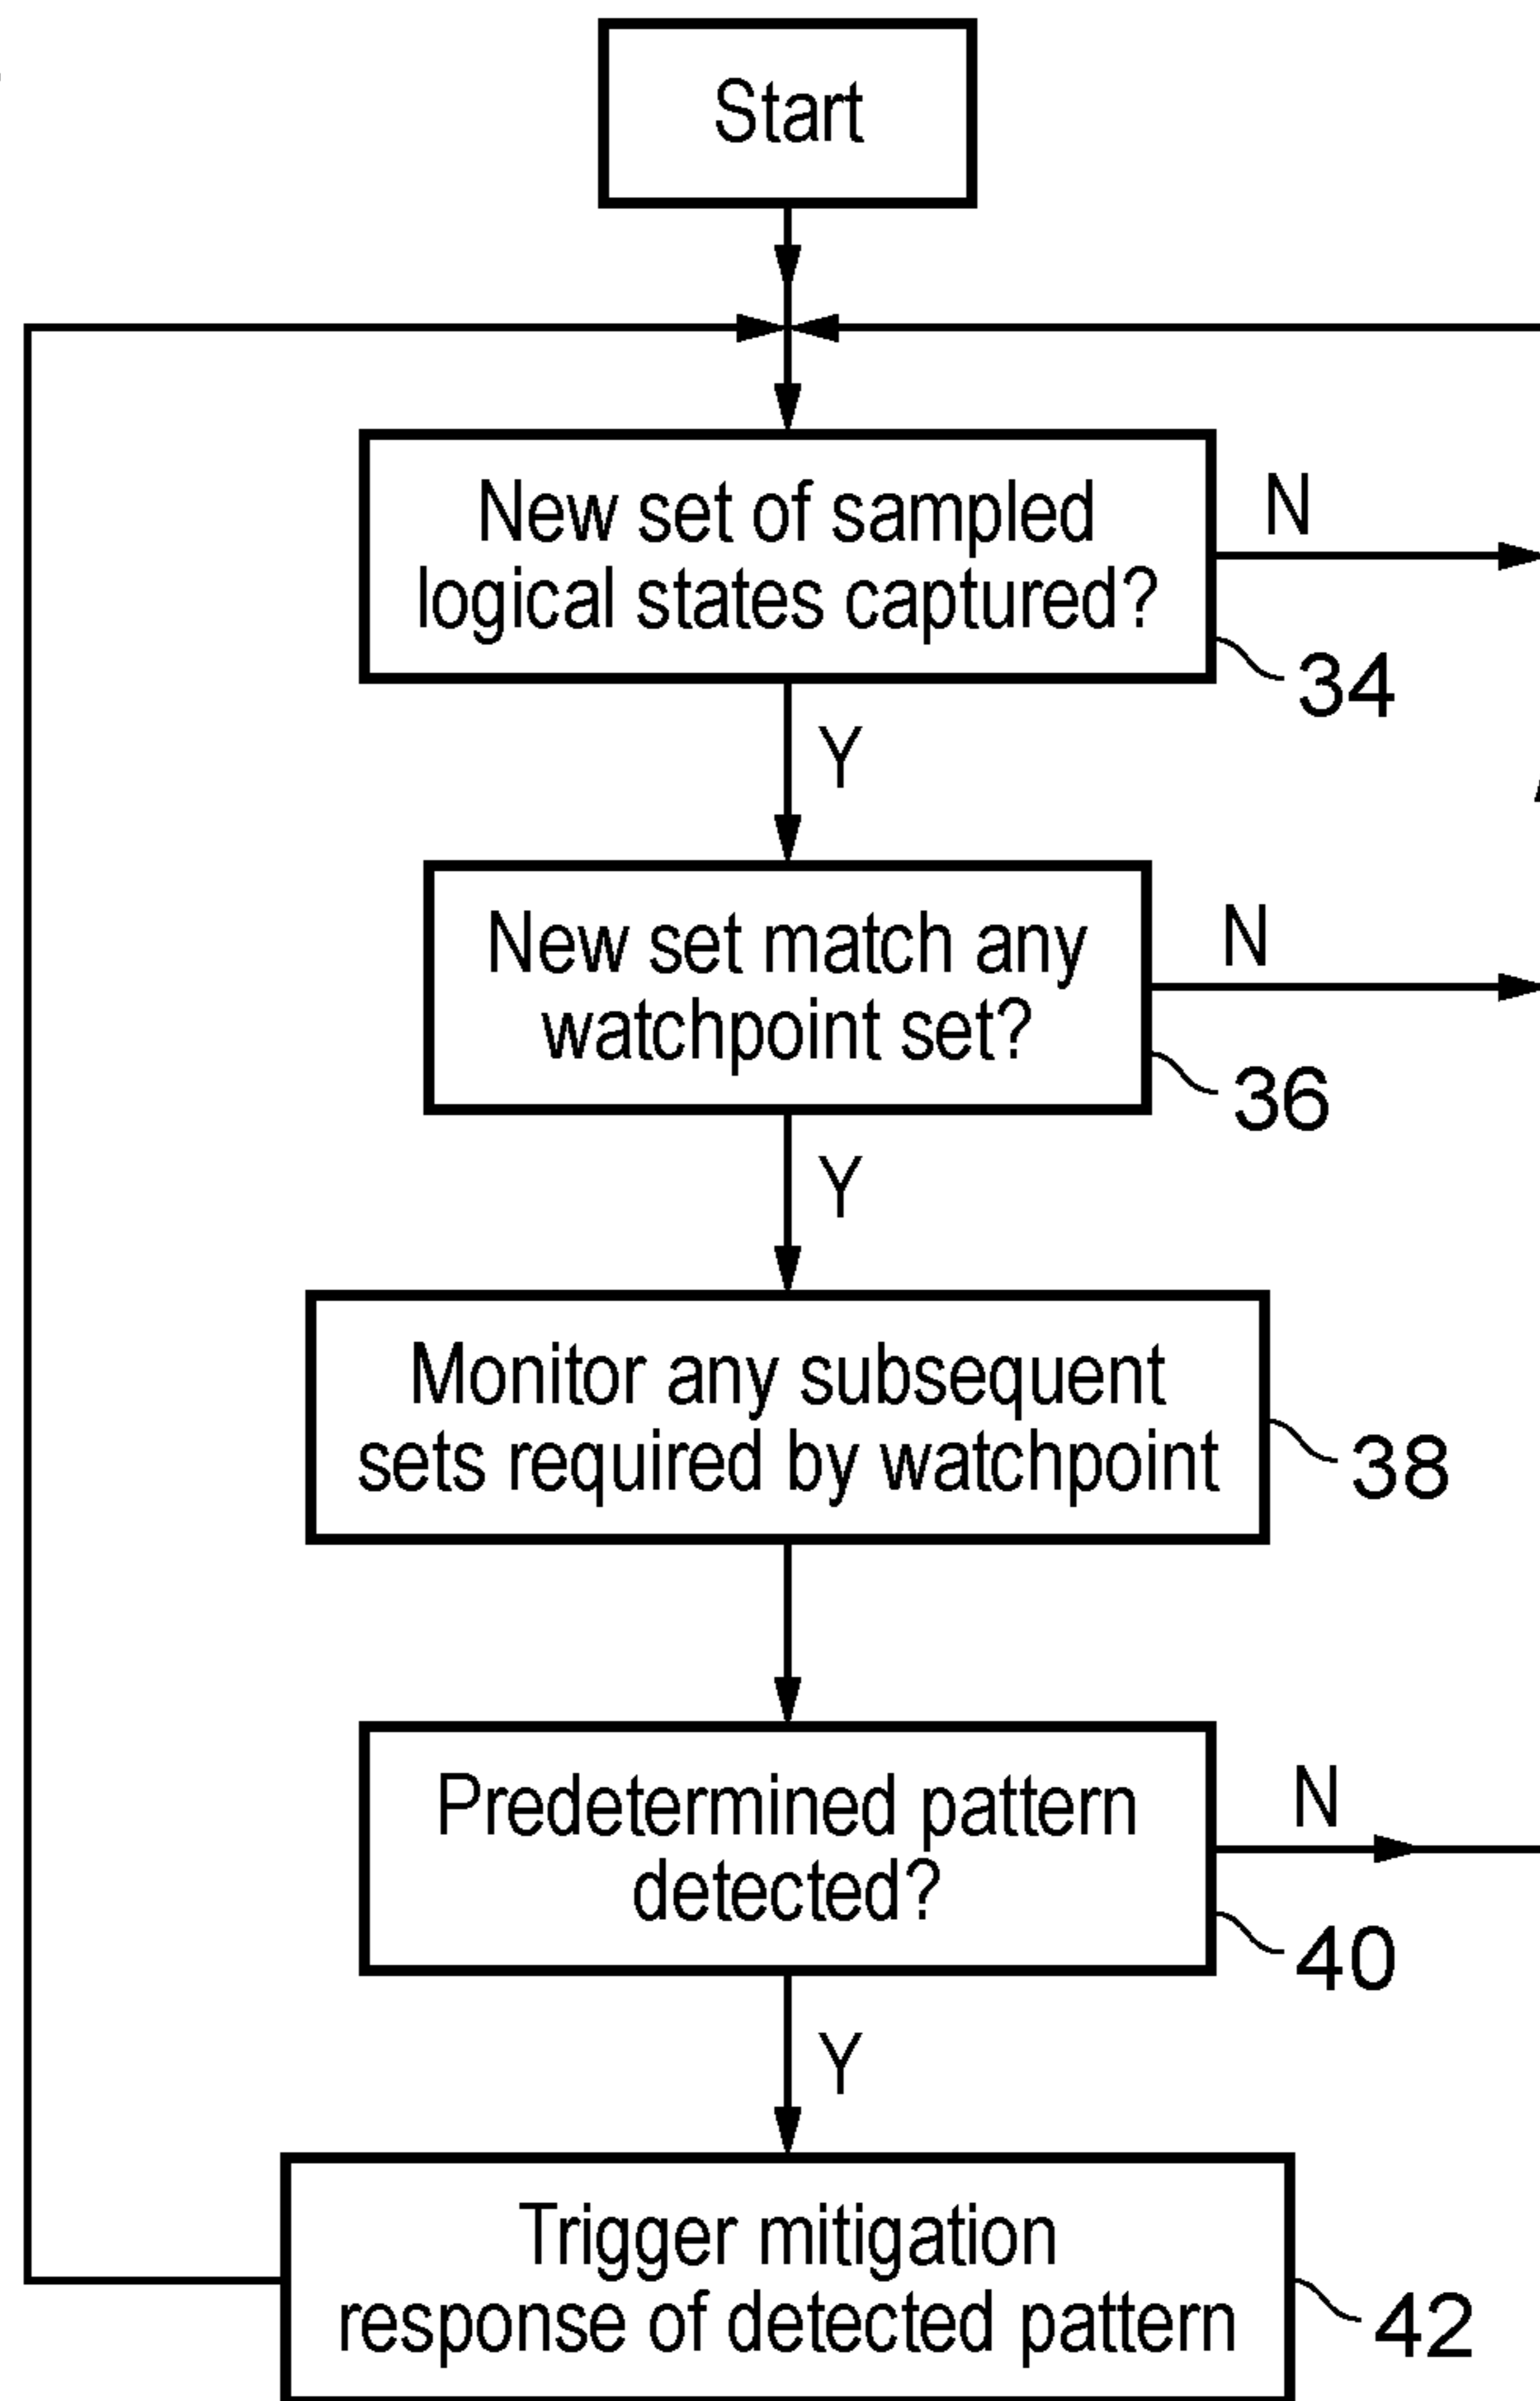 Start
New set of sampled
logical states captured?
N
34
Y
New set match any
watchpoint set?
N
36
Y
Monitor any subsequent
sets required by watchpoint
38
Predetermined pattern
detected?
N
40
Y
Trigger mitigation
response of detected pattern
42